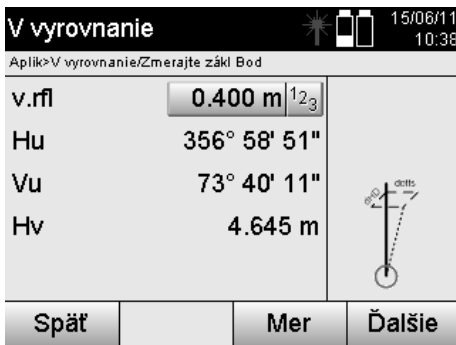 V vyrovnanie
15/06/11
10:38
Aplik>V vyrovnanie/Zmerajte zákl Bod
v.rfl 0.400 m 123
Hu 356° 58' 51"
Vu 73° 40' 11"
Hv 4.645 m
Späť Mer Ďalšie